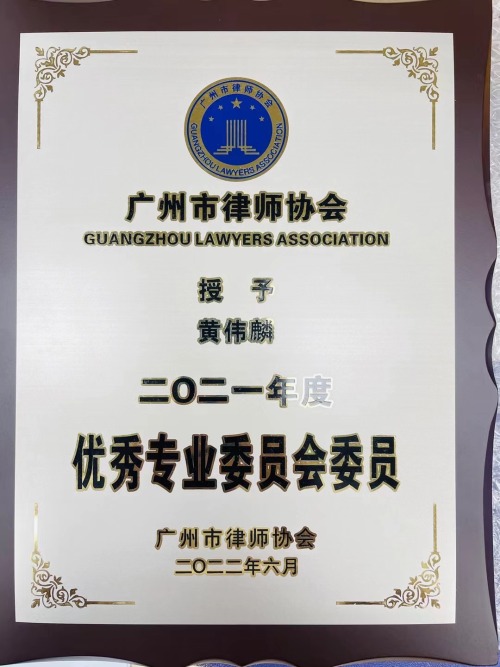 广州市律师协会
GUANGZHOU LAWYERS ASSOCIATION
广州市律师协会
GUANGZHOU LAWYERS ASSOCIATION
授 予
黄伟麟
二〇二一年度
优秀专业委员会委员
广州市律师协会
二〇二二年六月